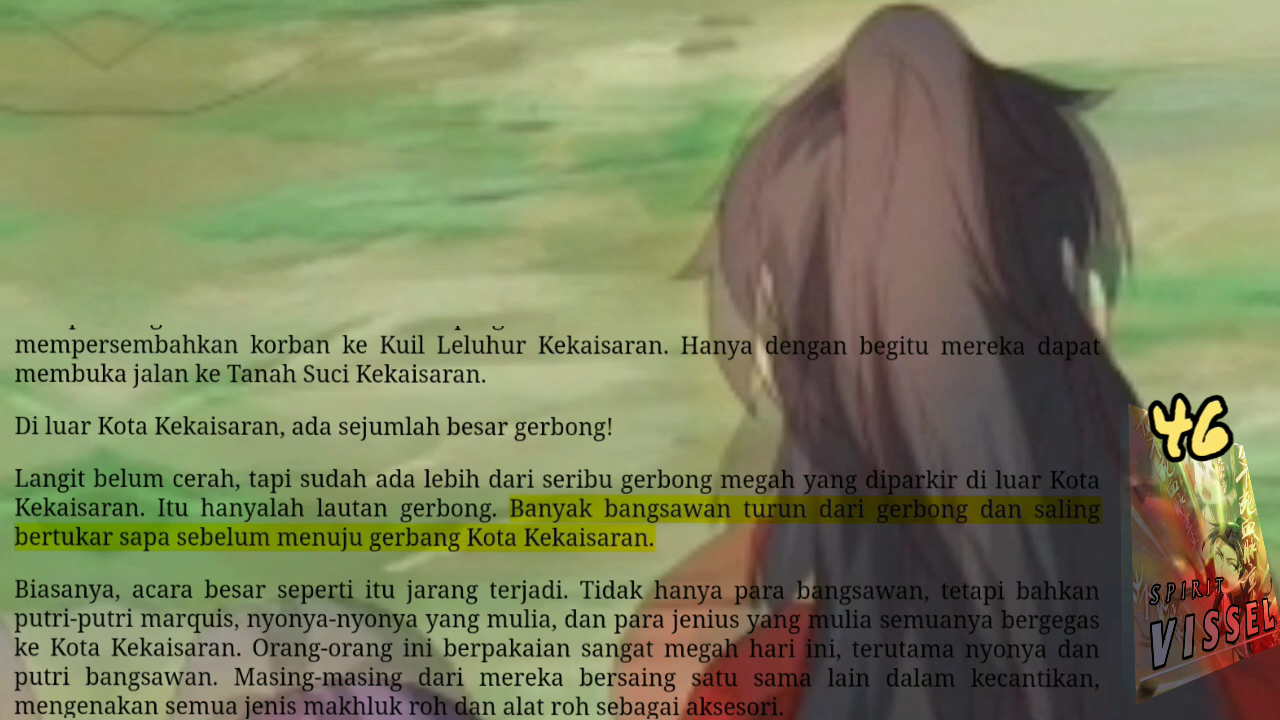 mempersembahkan korban ke Kuil Leluhur Kekaisaran. Hanya dengan begitu mereka dapat
membuka jalan ke Tanah Suci Kekaisaran.
Di luar Kota Kekaisaran, ada sejumlah besar gerbong!
Langit belum cerah, tapi sudah ada lebih dari seribu gerbong megah yang diparkir di luar Kota
Kekaisaran. Itu hanyalah lautan gerbong. Banyak bangsawan turun dari gerbong dan saling
bertukar sapa sebelum menuju gerbang Kota Kekaisaran.
Biasanya, acara besar seperti itu jarang terjadi. Tidak hanya para bangsawan, tetapi bahkan
putri-putri marquis, nyonya-nyonya yang mulia, dan para jenius yang mulia semuanya bergegas
ke Kota Kekaisaran. Orang-orang ini berpakaian sangat megah hari ini, terutama nyonya dan
putri bangsawan. Masing-masing dari mereka bersaing satu sama lain dalam kecantikan,
mengenakan semua jenis makhluk roh dan alat roh sebagai aksesori.
46
SPIRIT
VISSEL